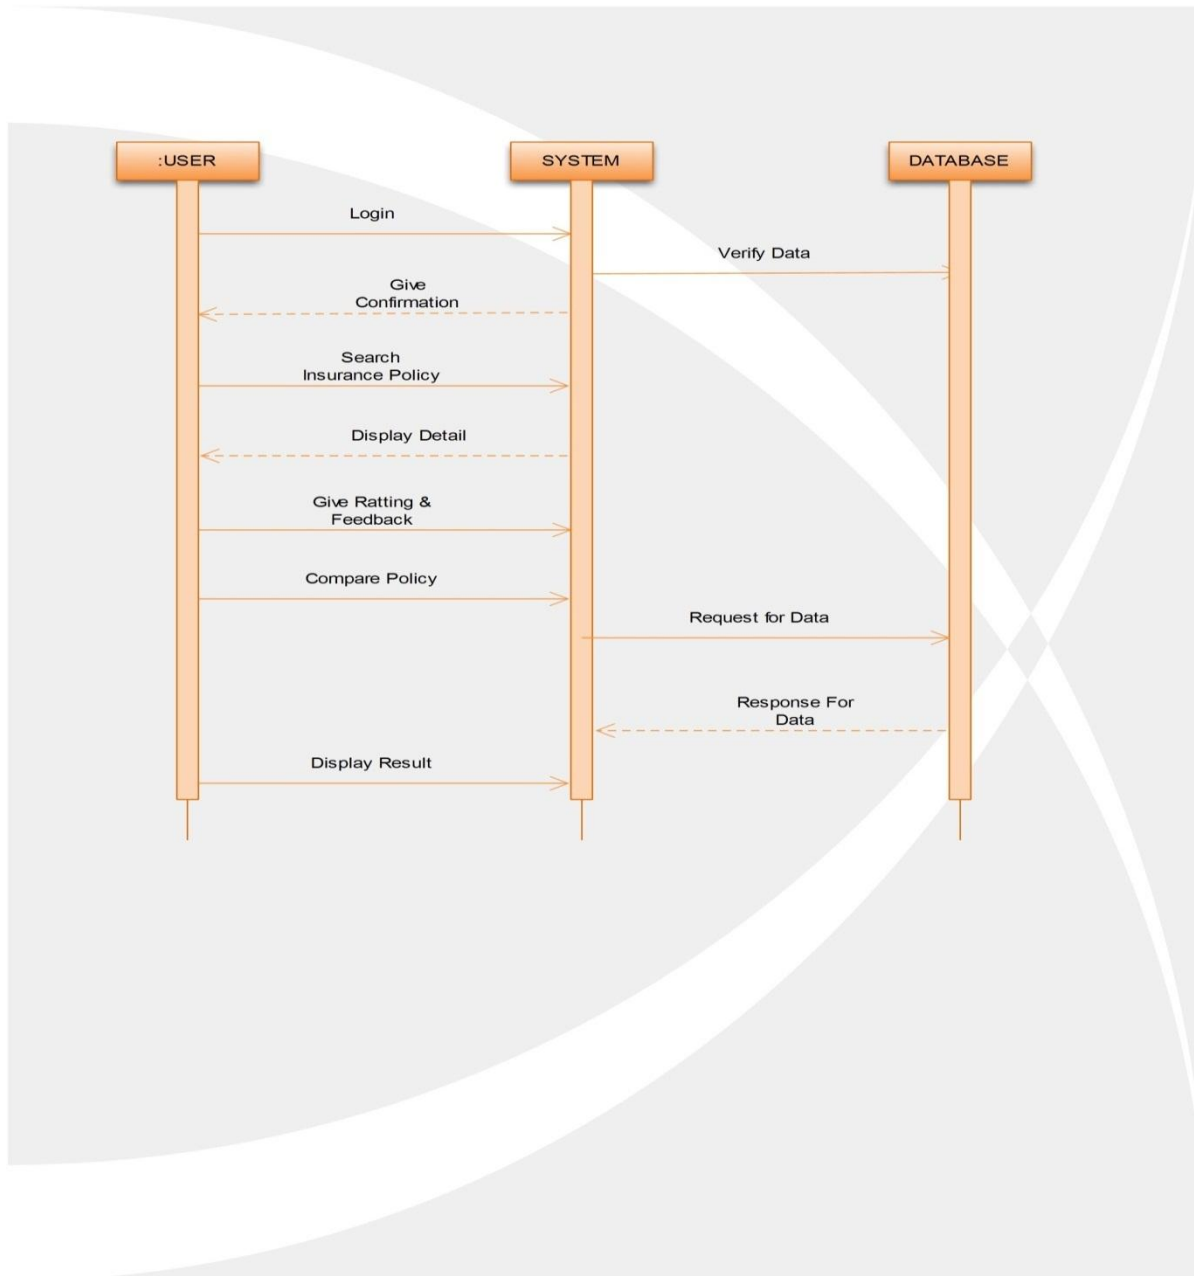 :USER
SYSTEM
DATABASE
Login
Verify Data
Give
Confirmation
Search
Insurance Policy
Display Detail
Give Ratting &
Feedback
Compare Policy
Request for Data
Response For
Data
Display Result